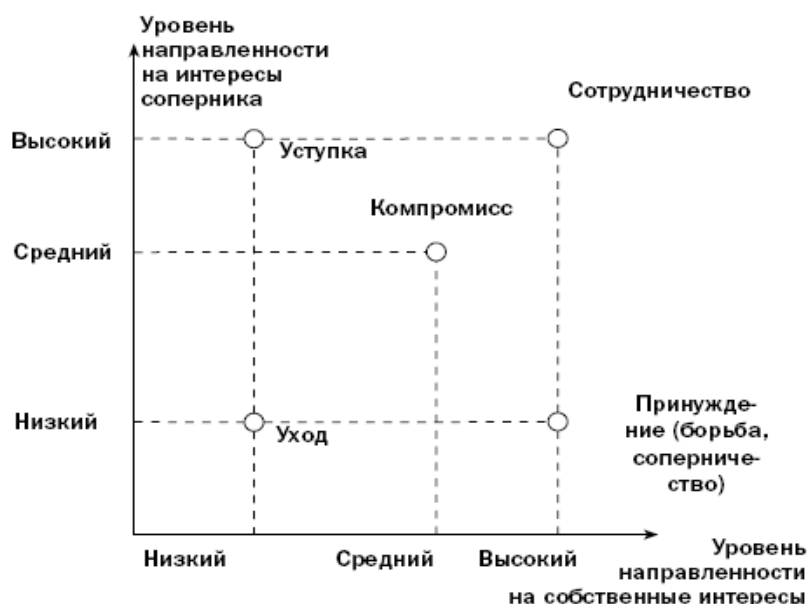 Уровень
направленности
на интересы
соперника
Сотрудничество
Высокий
Уступка
Компромисс
Средний
Низкий
Уход
Принужде-
ние (борьба,
соперниче-
ство)
Низкий
Средний
Высокий
Уровень
направленности
на собственные интересы